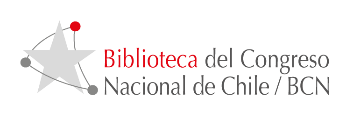 Biblioteca del Congreso
Nacional de Chile / BCN